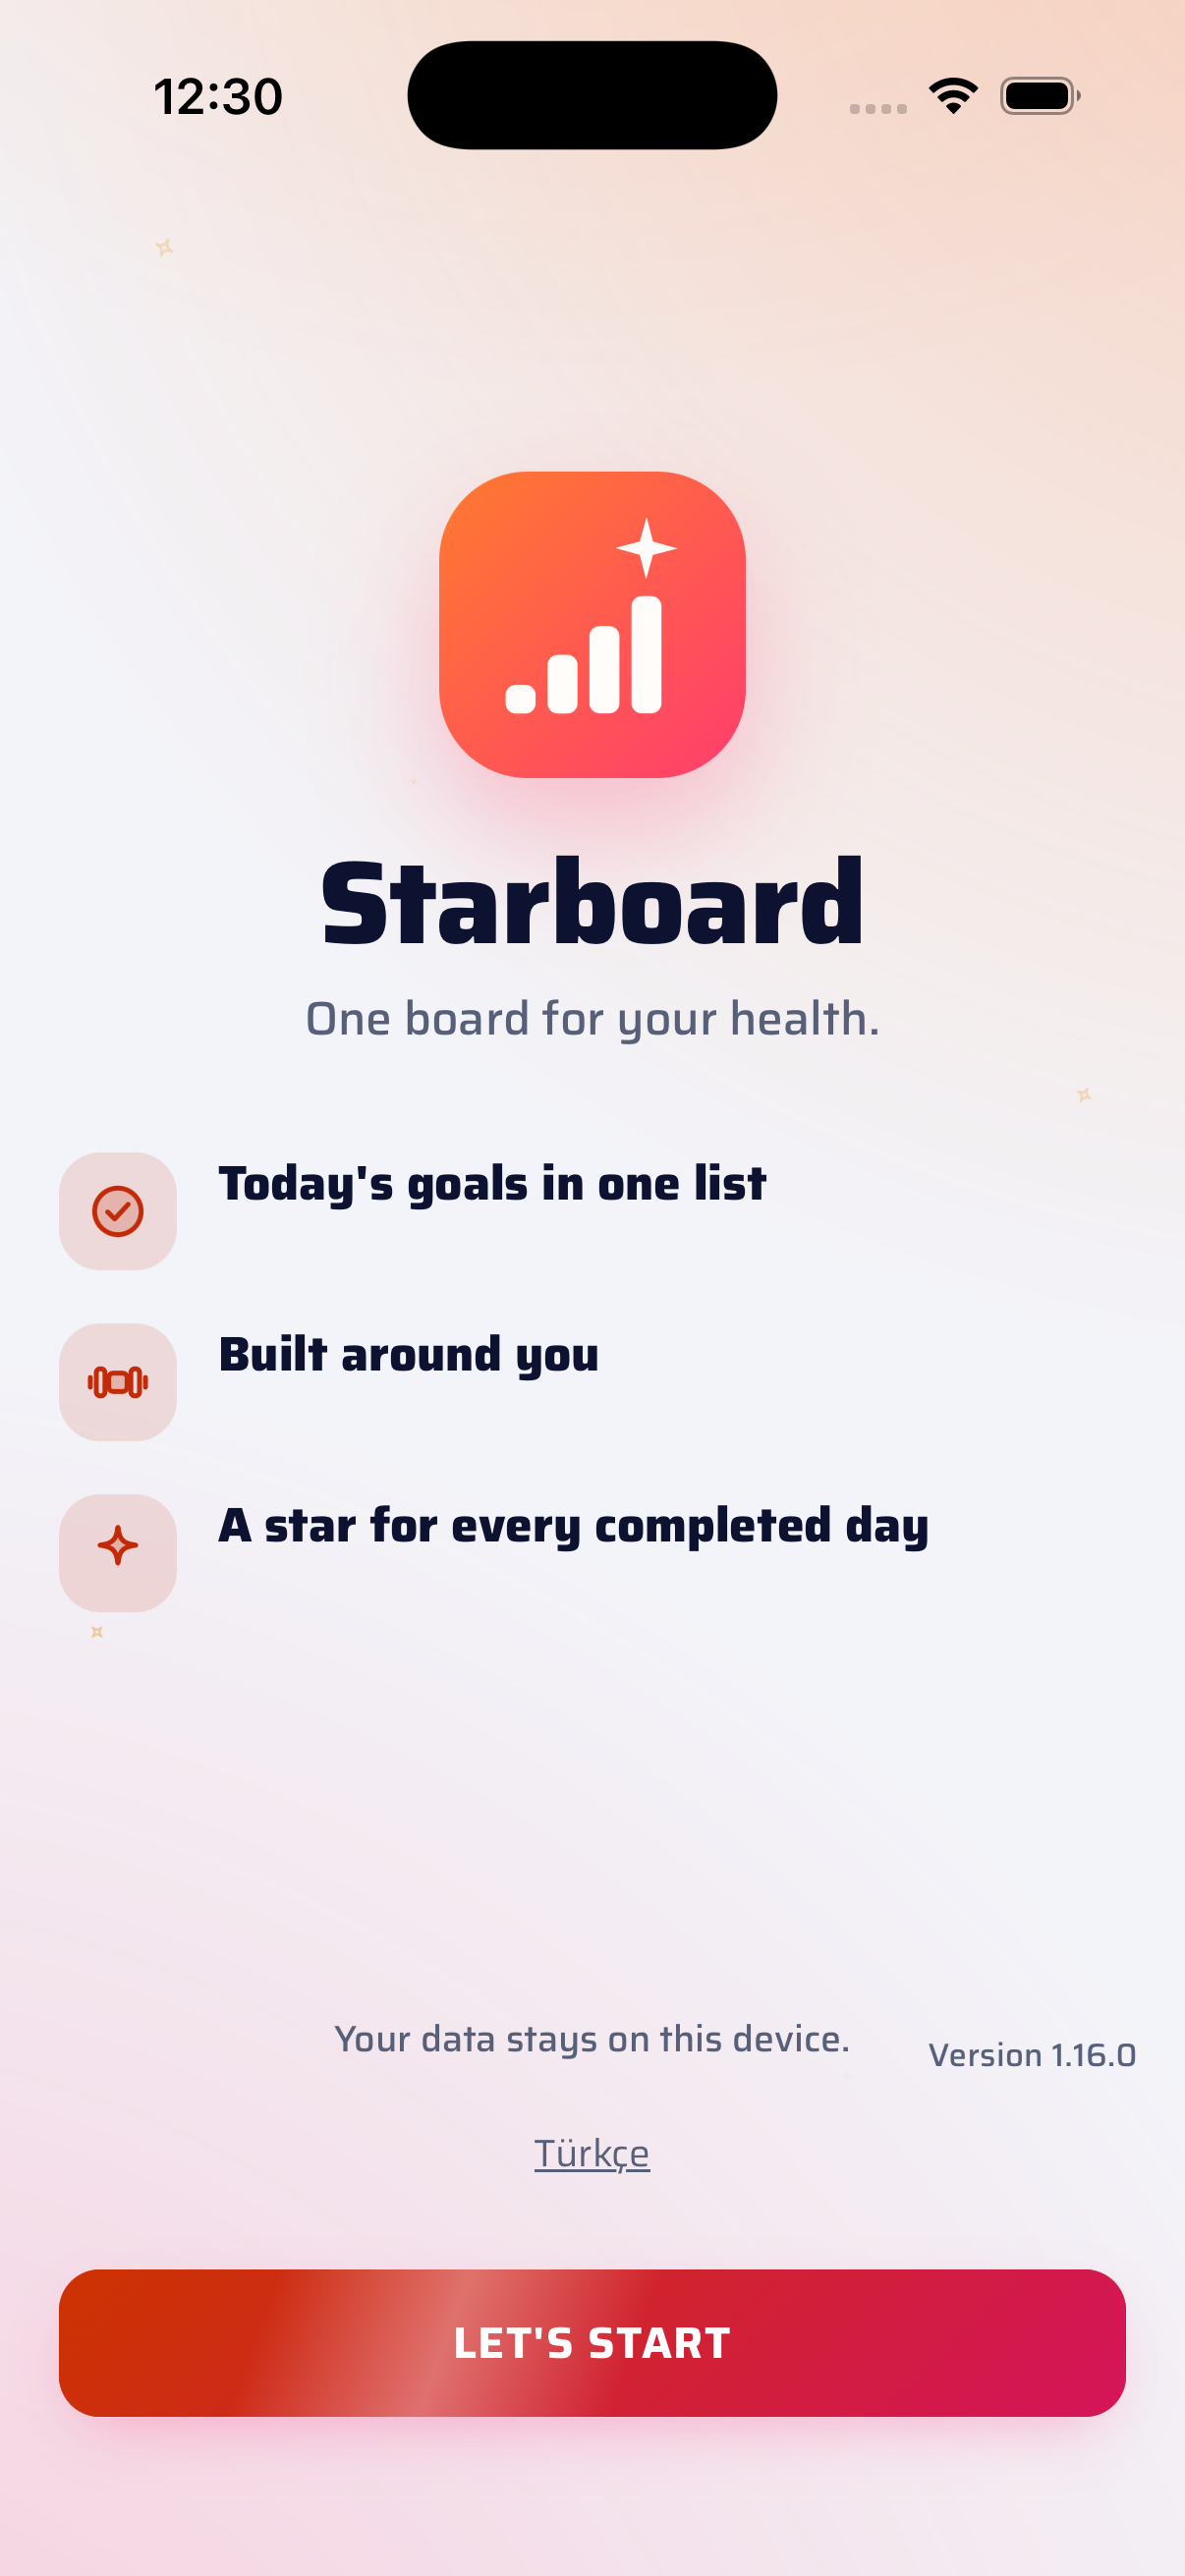 12:30
Starboard
One board for your health.
Today's goals in one list
Built around you
A star for every completed day
Your data stays on this device.
Version 1.16.0
Türkçe
LET'S START